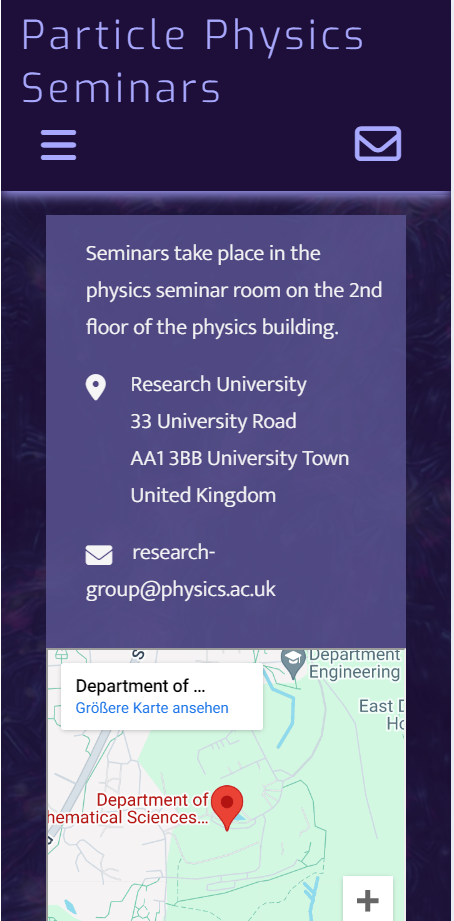 Particle Physics
Seminars
Seminars take place in the
physics seminar room on the 2nd
floor of the physics building.
Research University
33 University Road
AA1 3BB University Town
United Kingdom
research-
group@physics.ac.uk
Department of ...
Größere Karte ansehen
Department
Engineering
East D
Ho
S
Department of
hematical Sciences...